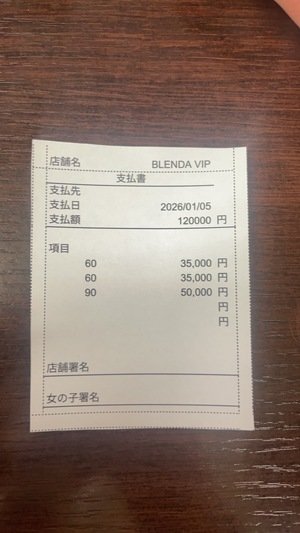 店舗名 BLENDA VIP
支払書
支払先
支払日 2026/01/05
支払額 120000 円
項目
60 35,000 円
60 35,000 円
90 50,000 円
円
円
店舗署名
女の子署名